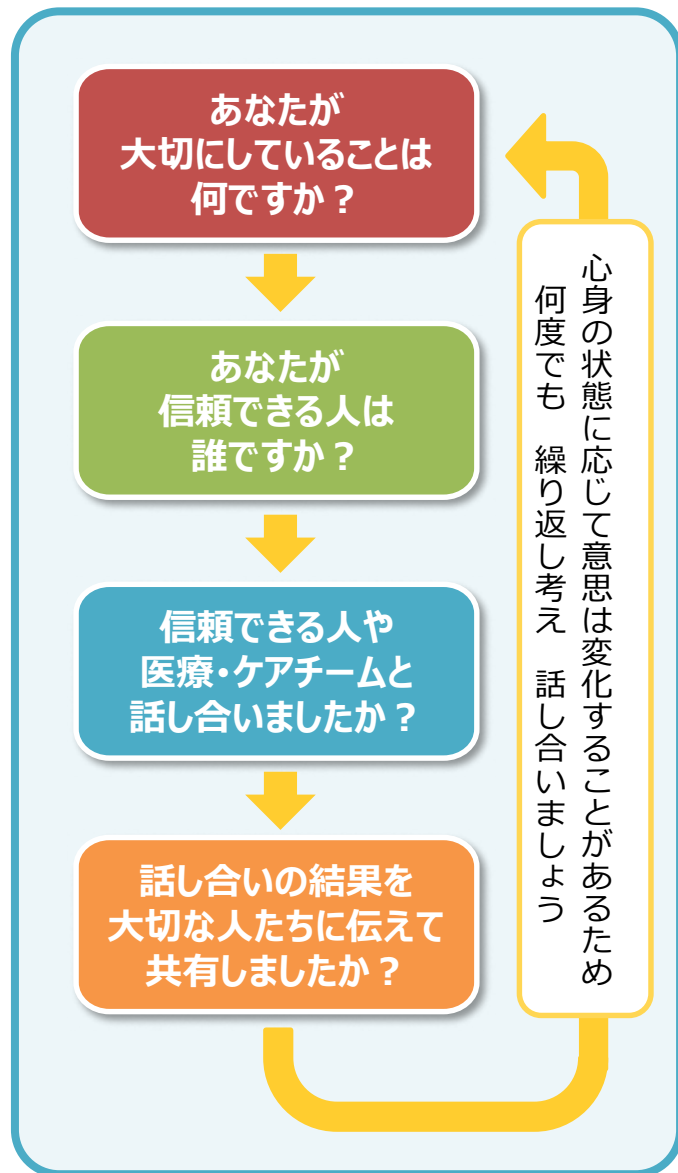 あなたが
大切にしていることは
何ですか？
あなたが
信頼できる人は
誰ですか？
信頼できる人や
医療・ケアチームと
話し合いましたか？
話し合いの結果を
大切な人たちに伝えて
共有しましたか？
心身の状態に応じて意思は変化することがあるため
何度でも　繰り返し考え　話し合いましょう